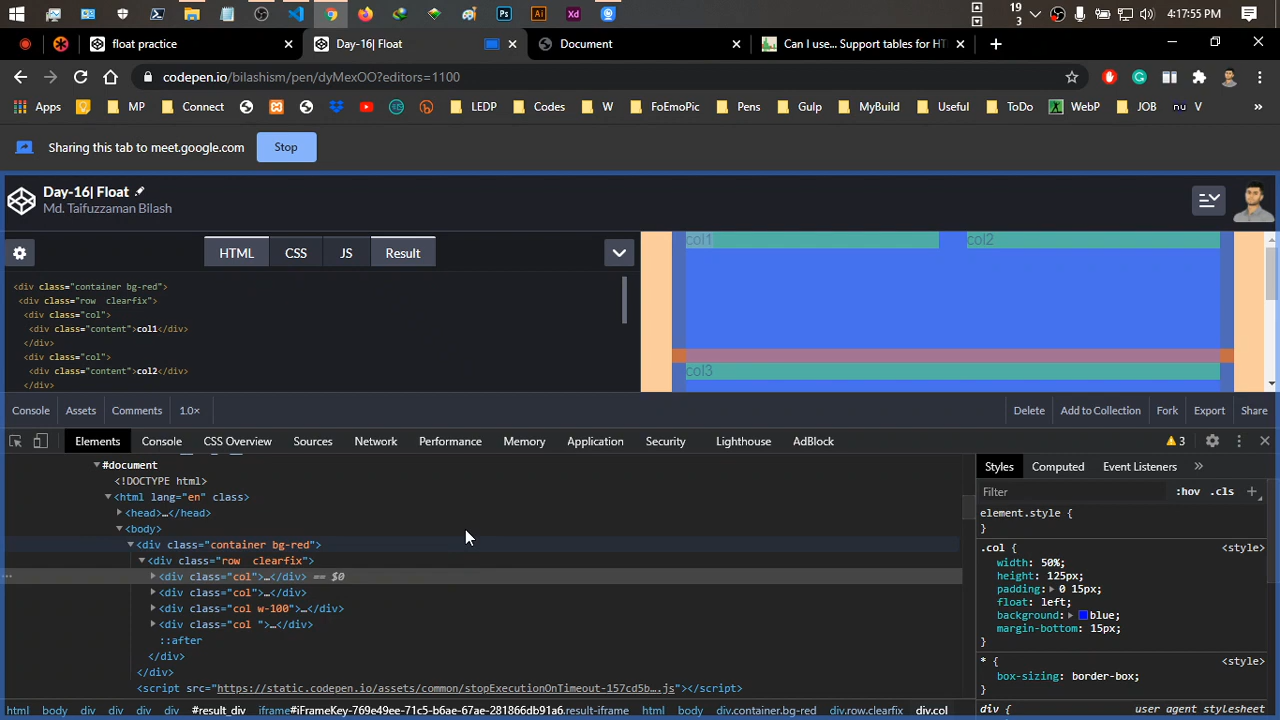 19
3
4:17:55 PM
float practice
Day-16| Float
Document
Can I use... Support tables for HT
codepen.io/bilashism/pen/dyMexOO?editors=1100
Apps
MP
Connect
LEDP
Codes
W
FoEmoPic
Pens
Gulp
MyBuild
Useful
ToDo
WebP
JOB
nu V
»
Sharing this tab to meet.google.com
Stop
Day-16| Float
Md. Taifuzzaman Bilash
HTML
CSS
JS
Result
<div class="container bg-red">
<div class="row  clearfix">
<div class="col">
<div class="content">col1</div>
</div>
<div class="col">
<div class="content">col2</div>
</div>
col1
col2
col3
Console
Assets
Comments
1.0×
Delete
Add to Collection
Fork
Export
Share
Elements
Console
CSS Overview
Sources
Network
Performance
Memory
Application
Security
Lighthouse
AdBlock
3
#document
<!DOCTYPE html>
<html lang="en" class>
<head>…</head>
<body>
<div class="container bg-red">
<div class="row  clearfix">
<div class="col">…</div> == $0
<div class="col">…</div>
<div class="col w-100">…</div>
<div class="col ">…</div>
::after
</div>
</div>
<script src="https://static.codepen.io/assets/common/stopExecutionOnTimeout-157cd5b….js"></script>
html
body
div
div
div
div
#result_div
iframe#iFrameKey-769e49ee-71c5-b6ae-67ae-281866db91a6.result-iframe
html
body
div.container.bg-red
div.row.clearfix
div.col
Styles
Computed
Event Listeners
»
Filter
:hov
.cls
+
element.style {
}
.col {
<style>
width: 50%;
height: 125px;
padding: 0 15px;
float: left;
background: blue;
margin-bottom: 15px;
}
* {
<style>
box-sizing: border-box;
}
div {
user agent stylesheet